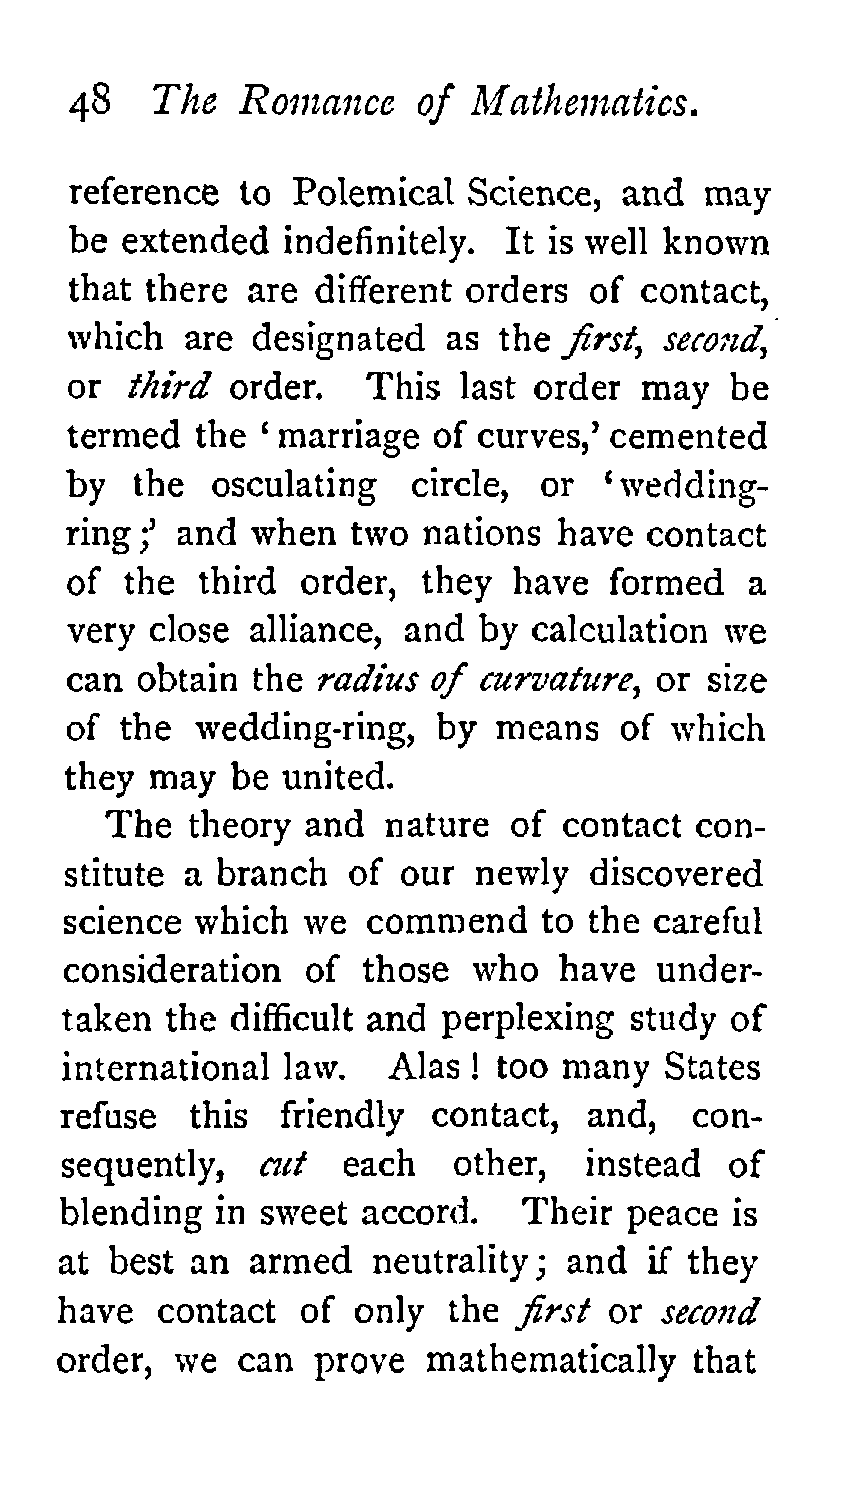 48 The Romance of Mathematics.
reference to Polemical Science, and may
be extended indefinitely. It is well known
that there are different orders of contact,
which are designated as the first, second,
or third order. This last order may be
termed the ‘ marriage of curves,’ cemented
by the osculating circle, or ‘ wedding-
ring ;’ and when two nations have contact
of the third order, they have formed a
very close alliance, and by calculation we
can obtain the radius of curvature, or size
of the wedding-ring, by means of which
they may be united.
The theory and nature of contact con-
stitute a branch of our newly discovered
science which we commend to the careful
consideration of those who have under-
taken the difficult and perplexing study of
international law. Alas ! too many States
refuse this friendly contact, and, con-
sequently, cut each other, instead of
blending in sweet accord. Their peace is
at best an armed neutrality ; and if they
have contact of only the first or second
order, we can prove mathematically that